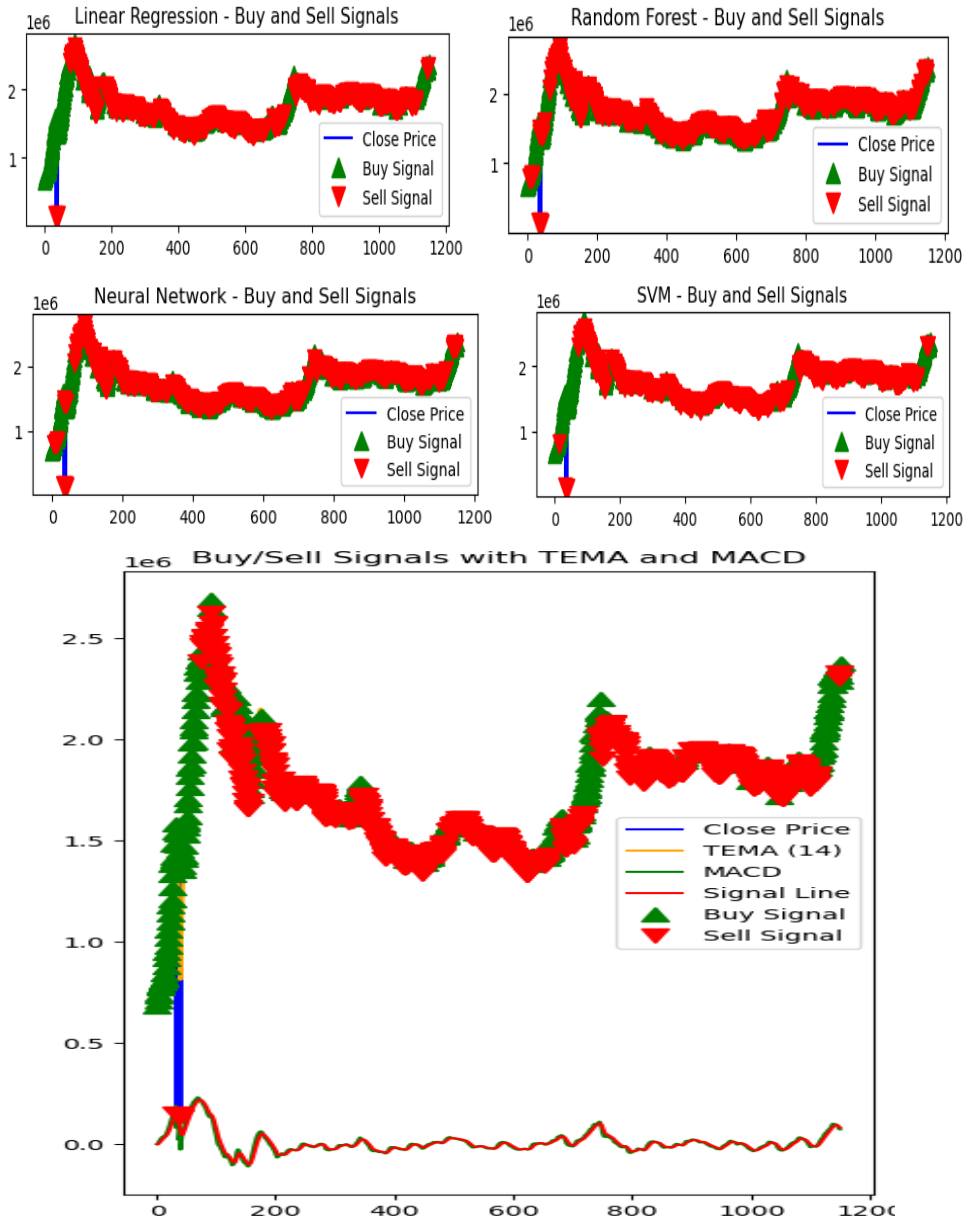 Linear Regression - Buy and Sell Signals
1e6
2
1
Close Price
Buy Signal
Sell Signal
0 200 400 600 800 1000 1200
Random Forest - Buy and Sell Signals
1e6
2
1
Close Price
Buy Signal
Sell Signal
0 200 400 600 800 1000 1200
Neural Network - Buy and Sell Signals
1e6
2
1
Close Price
Buy Signal
Sell Signal
0 200 400 600 800 1000 1200
SVM - Buy and Sell Signals
1e6
2
1
Close Price
Buy Signal
Sell Signal
0 200 400 600 800 1000 1200
1e6 Buy/Sell Signals with TEMA and MACD
2.5
2.0
1.5
1.0
0.5
0.0
Close Price
TEMA (14)
MACD
Signal Line
Buy Signal
Sell Signal
0 200 400 600 800 1000